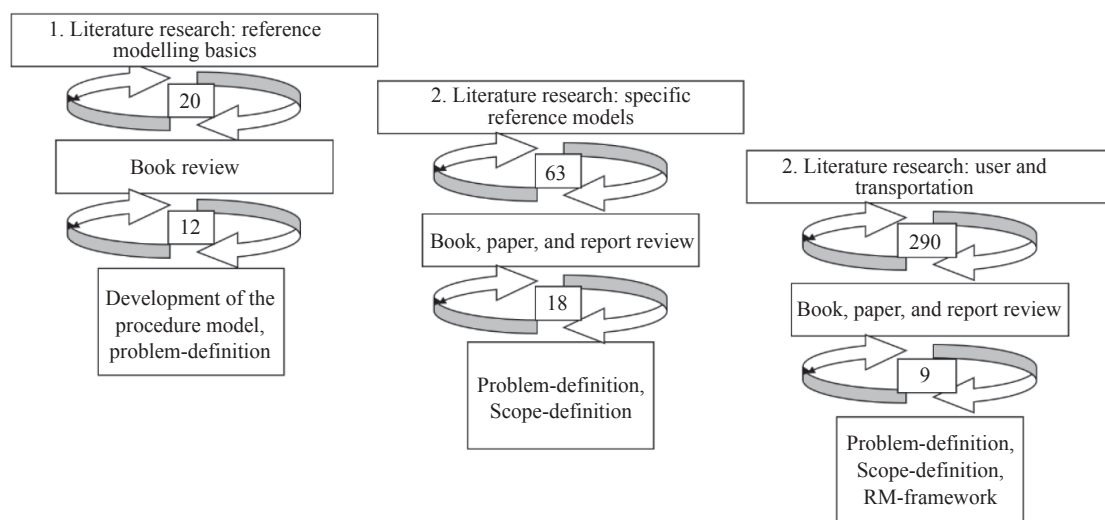 1. Literature research: reference
modelling basics
20
Book review
12
Development of the
procedure model,
problem-definition
2. Literature research: specific
reference models
63
Book, paper, and report review
18
Problem-definition,
Scope-definition
2. Literature research: user and
transportation
290
Book, paper, and report review
9
Problem-definition,
Scope-definition,
RM-framework